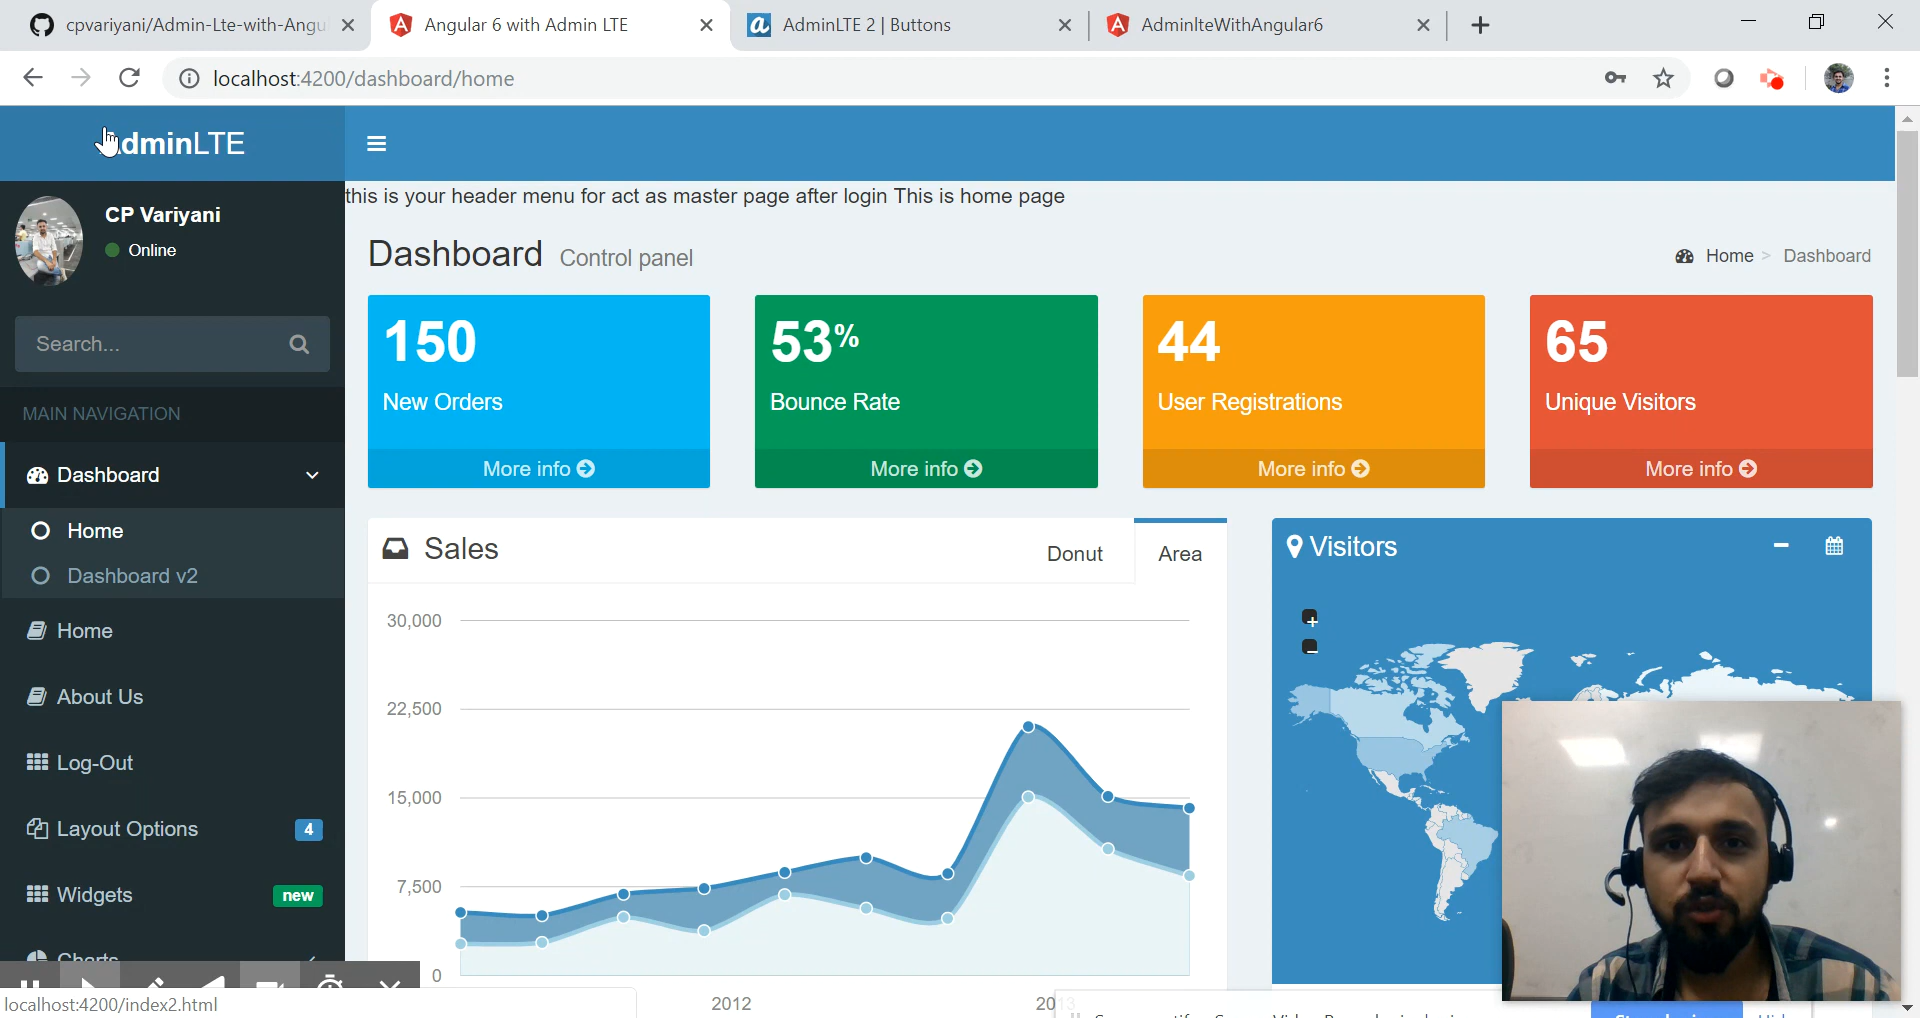 cpvariyani/Admin-Lte-with-Angu
Angular 6 with Admin LTE
AdminLTE 2 | Buttons
AdminlteWithAngular6
localhost:4200/dashboard/home
dminLTE
this is your header menu for act as master page after login This is home page
CP Variyani
Online
Dashboard Control panel
Home > Dashboard
Search...
MAIN NAVIGATION
Dashboard
Home
Dashboard v2
Home
About Us
Log-Out
Layout Options 4
Widgets new
Charts
150
New Orders
More info
53%
Bounce Rate
More info
44
User Registrations
More info
65
Unique Visitors
More info
Sales
Donut
Area
30,000
22,500
15,000
7,500
0
2012
2013
Visitors
+
−
localhost:4200/index2.html